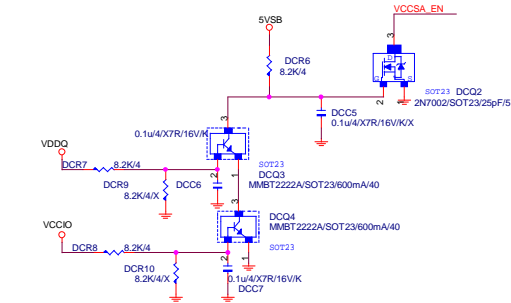 VCCSA_EN
5VSB
3
DCR6
8.2K/4
D
G
S
SOT23
DCQ2
2
1
2N7002/SOT23/25pF/5
3
DCC5
0.1u/4/X7R/16V/K/X
0.1u/4/X7R/16V/K
VDDQ
SOT23
DCR7
8.2K/4
2
1
DCQ3
MMBT2222A/SOT23/600mA/40
DCR9
8.2K/4/X
DCC6
3
DCQ4
MMBT2222A/SOT23/600mA/40
VCCIO
SOT23
DCR8
8.2K/4
2
1
DCR10
8.2K/4/X
0.1u/4/X7R/16V/K
DCC7